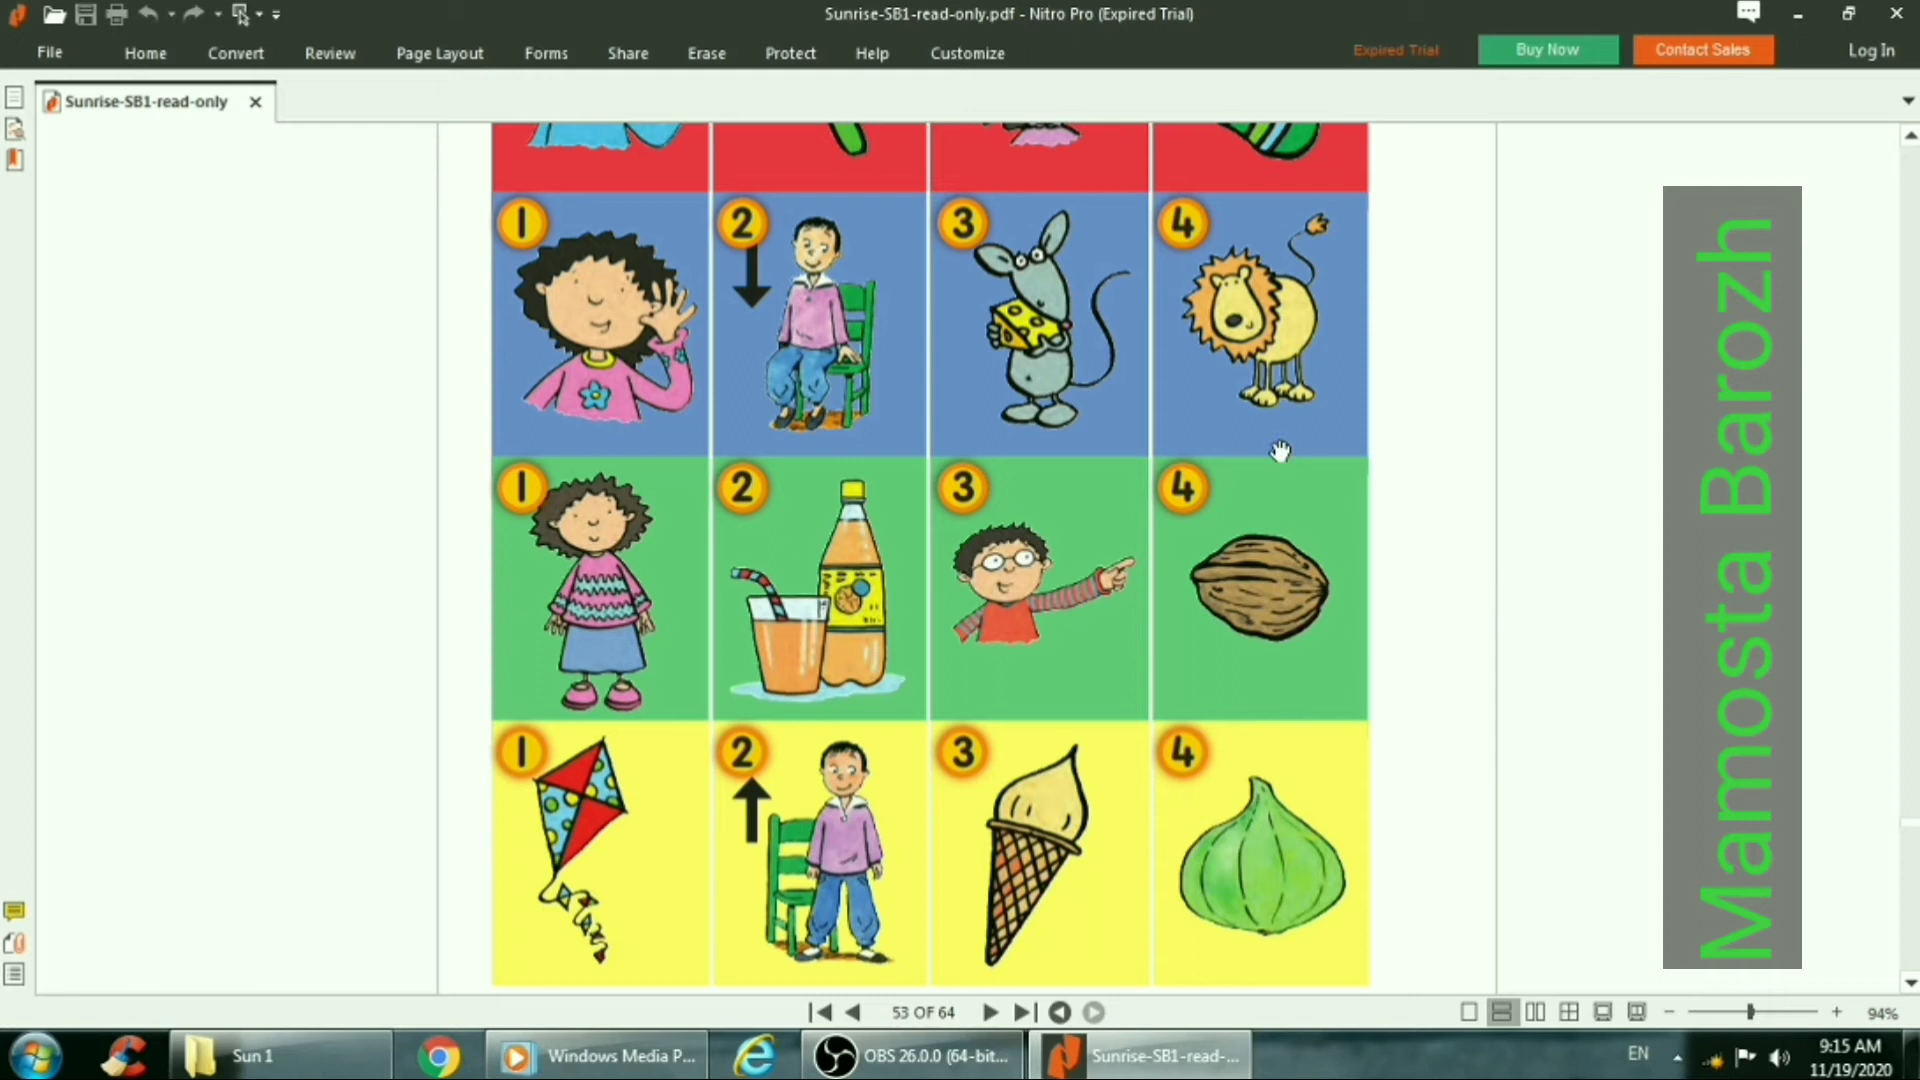 Sunrise-SB1-read-only.pdf - Nitro Pro (Expired Trial)
File Home Convert Review Page Layout Forms Share Erase Protect Help Customize Expired Trial Buy Now Contact Sales Log In
Sunrise-SB1-read-only
1 2 3 4
1 2 3 4
1 2 3 4
Mamosta Barozh
53 OF 64
94%
Sun 1 Windows Media P... OBS 26.0.0 (64-bit... Sunrise-SB1-read-... EN 9:15 AM
11/19/2020